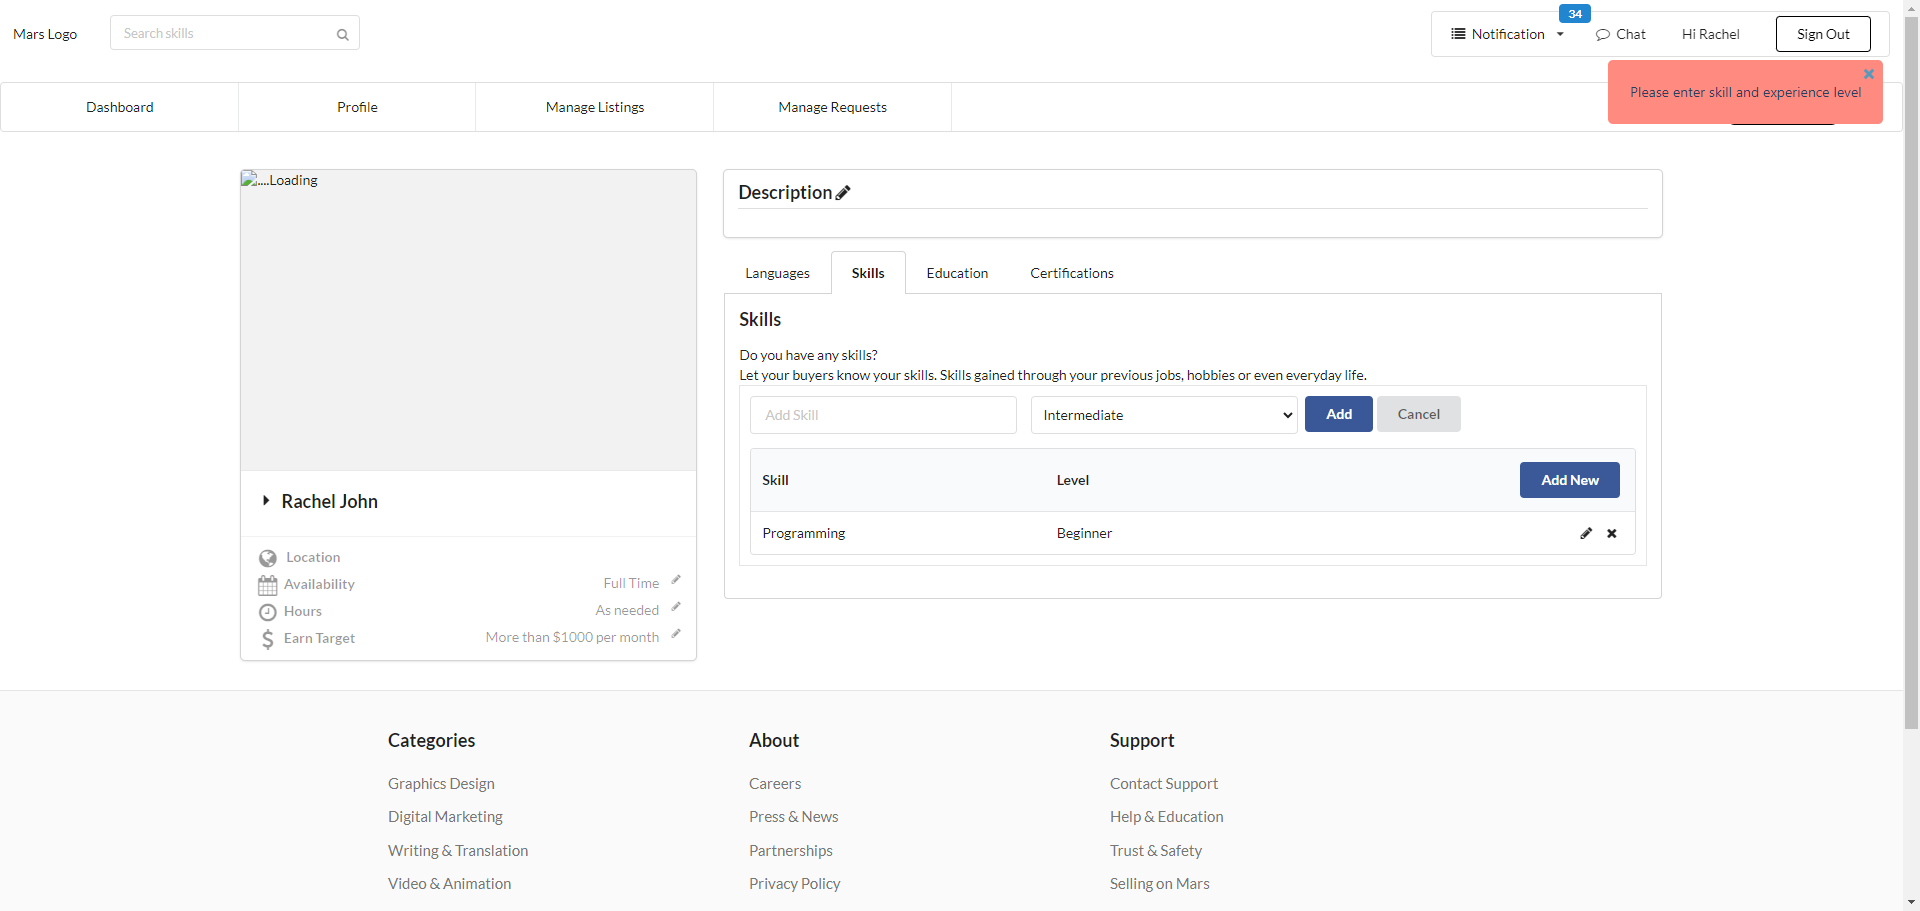 Mars Logo
Search skills
34
Notification
Chat
Hi Rachel
Sign Out
Please enter skill and experience level
Dashboard
Profile
Manage Listings
Manage Requests
....Loading
Rachel John
Location
Availability
Full Time
Hours
As needed
Earn Target
More than $1000 per month
Description
Languages
Skills
Education
Certifications
Skills
Do you have any skills?
Let your buyers know your skills. Skills gained through your previous jobs, hobbies or even everyday life.
Add Skill
Intermediate
Add
Cancel
Skill
Level
Add New
Programming
Beginner
Categories
Graphics Design
Digital Marketing
Writing & Translation
Video & Animation
About
Careers
Press & News
Partnerships
Privacy Policy
Support
Contact Support
Help & Education
Trust & Safety
Selling on Mars